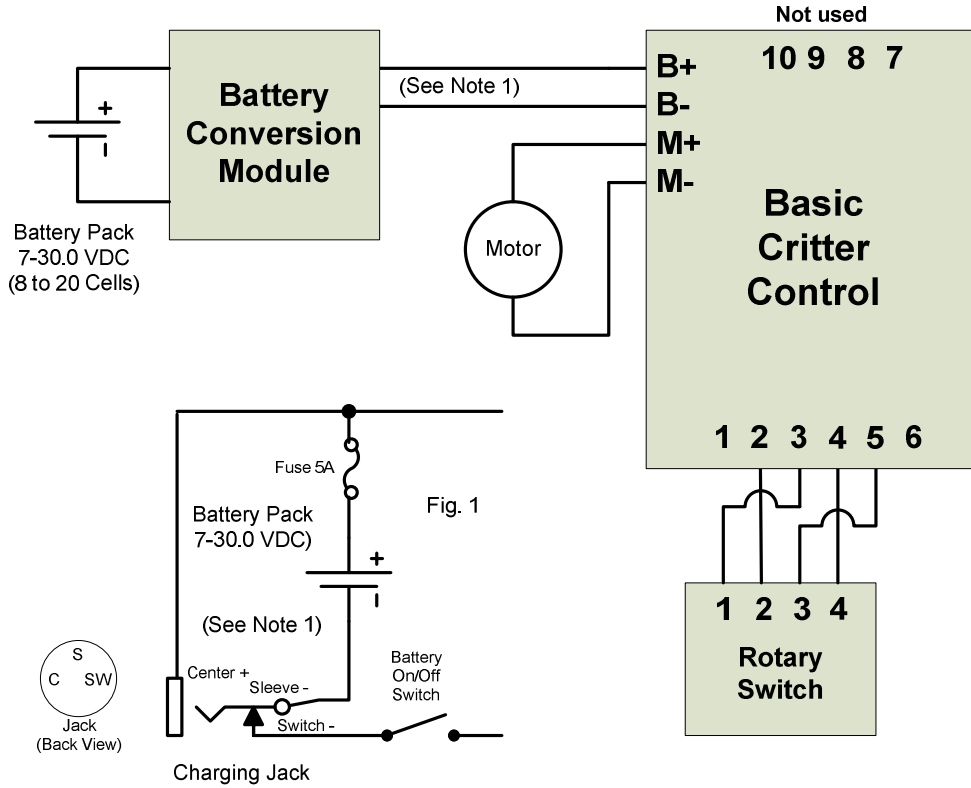 Not used
10 9 8 7
Battery
Conversion
Module
(See Note 1)
B+
B-
M+
M-
+
-
Battery Pack
7-30.0 VDC
(8 to 20 Cells)
Motor
Basic
Critter
Control
1 2 3 4 5 6
Fuse 5A
Fig. 1
Battery Pack
7-30.0 VDC)
+
-
(See Note 1)
1 2 3 4
Rotary
Switch
S
C SW
Jack
(Back View)
Center +
Sleeve -
Switch -
Battery
On/Off
Switch
Charging Jack